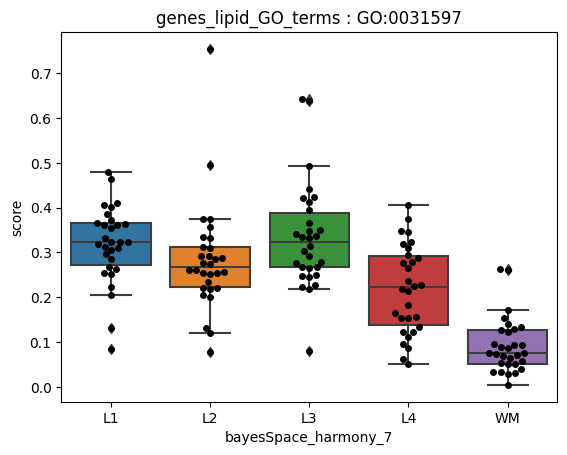 genes_lipid_GO_terms : GO:0031597
score
0.7
0.6
0.5
0.4
0.3
0.2
0.1
0.0
L1 L2 L3 L4 WM
bayesSpace_harmony_7